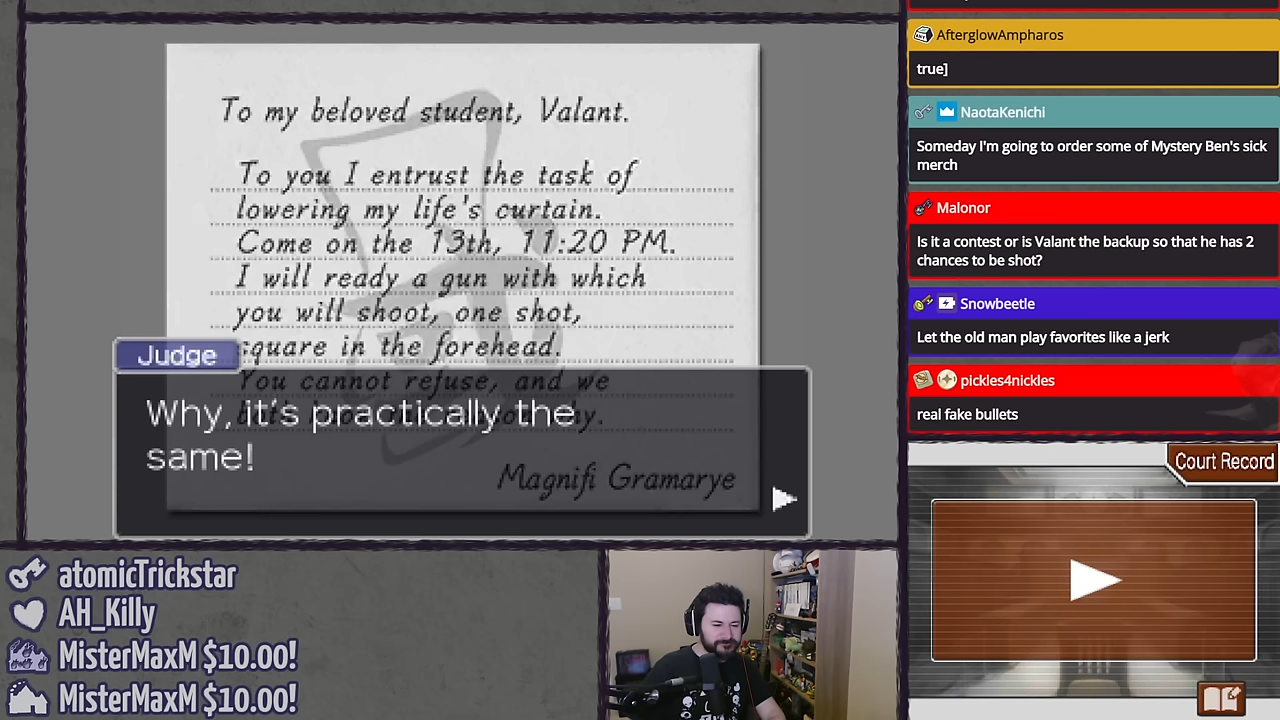 To my beloved student, Valant.
To you I entrust the task of
lowering my life's curtain.
Come on the 13th, 11:20 PM.
I will ready a gun with which
you will shoot, one shot,
square in the forehead.
You cannot refuse, and we
Magnifi Gramarye
Judge
Why, it's practically the
same!
atomicTrickstar
AH_Killy
MisterMaxM $10.00!
MisterMaxM $10.00!
AfterglowAmpharos
true]
NaotaKenichi
Someday I'm going to order some of Mystery Ben's sick
merch
Malonor
Is it a contest or is Valant the backup so that he has 2
chances to be shot?
Snowbeetle
Let the old man play favorites like a jerk
pickles4nickles
real fake bullets
Court Record